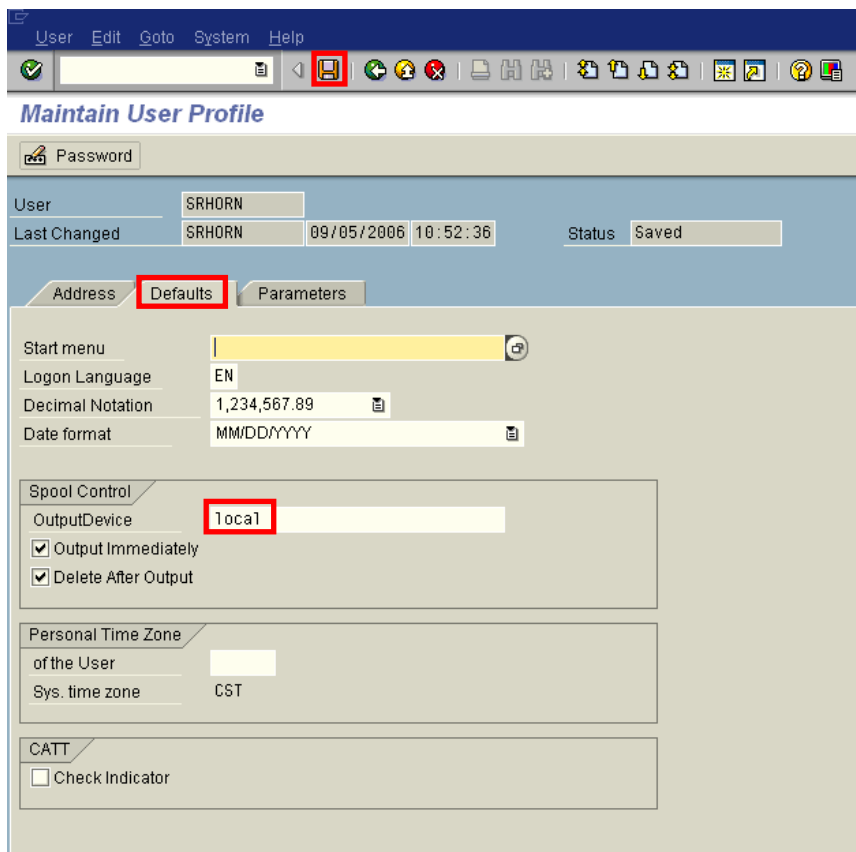 User Edit Goto System Help
Maintain User Profile
Password
User SRHORN
Last Changed SRHORN 09/05/2006 10:52:36 Status Saved
Address Defaults Parameters
Start menu
Logon Language EN
Decimal Notation 1,234,567.89
Date format MM/DD/YYYY
Spool Control
OutputDevice local
Output Immediately
Delete After Output
Personal Time Zone
of the User
Sys. time zone CST
CATT
Check Indicator